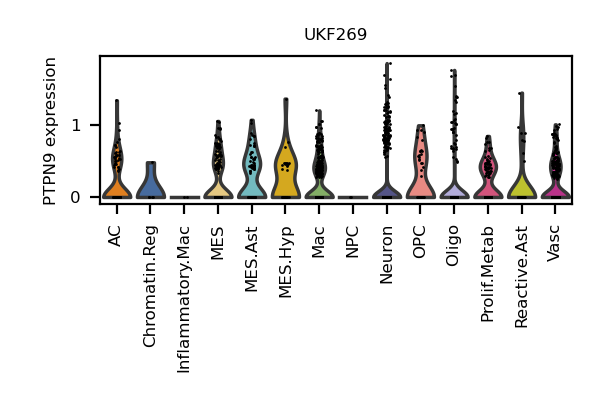 UKF269
PTPN9 expression
1
0
AC
Chromatin.Reg
Inflammatory.Mac
MES
MES.Ast
MES.Hyp
Mac
NPC
Neuron
OPC
Oligo
Prolif.Metab
Reactive.Ast
Vasc